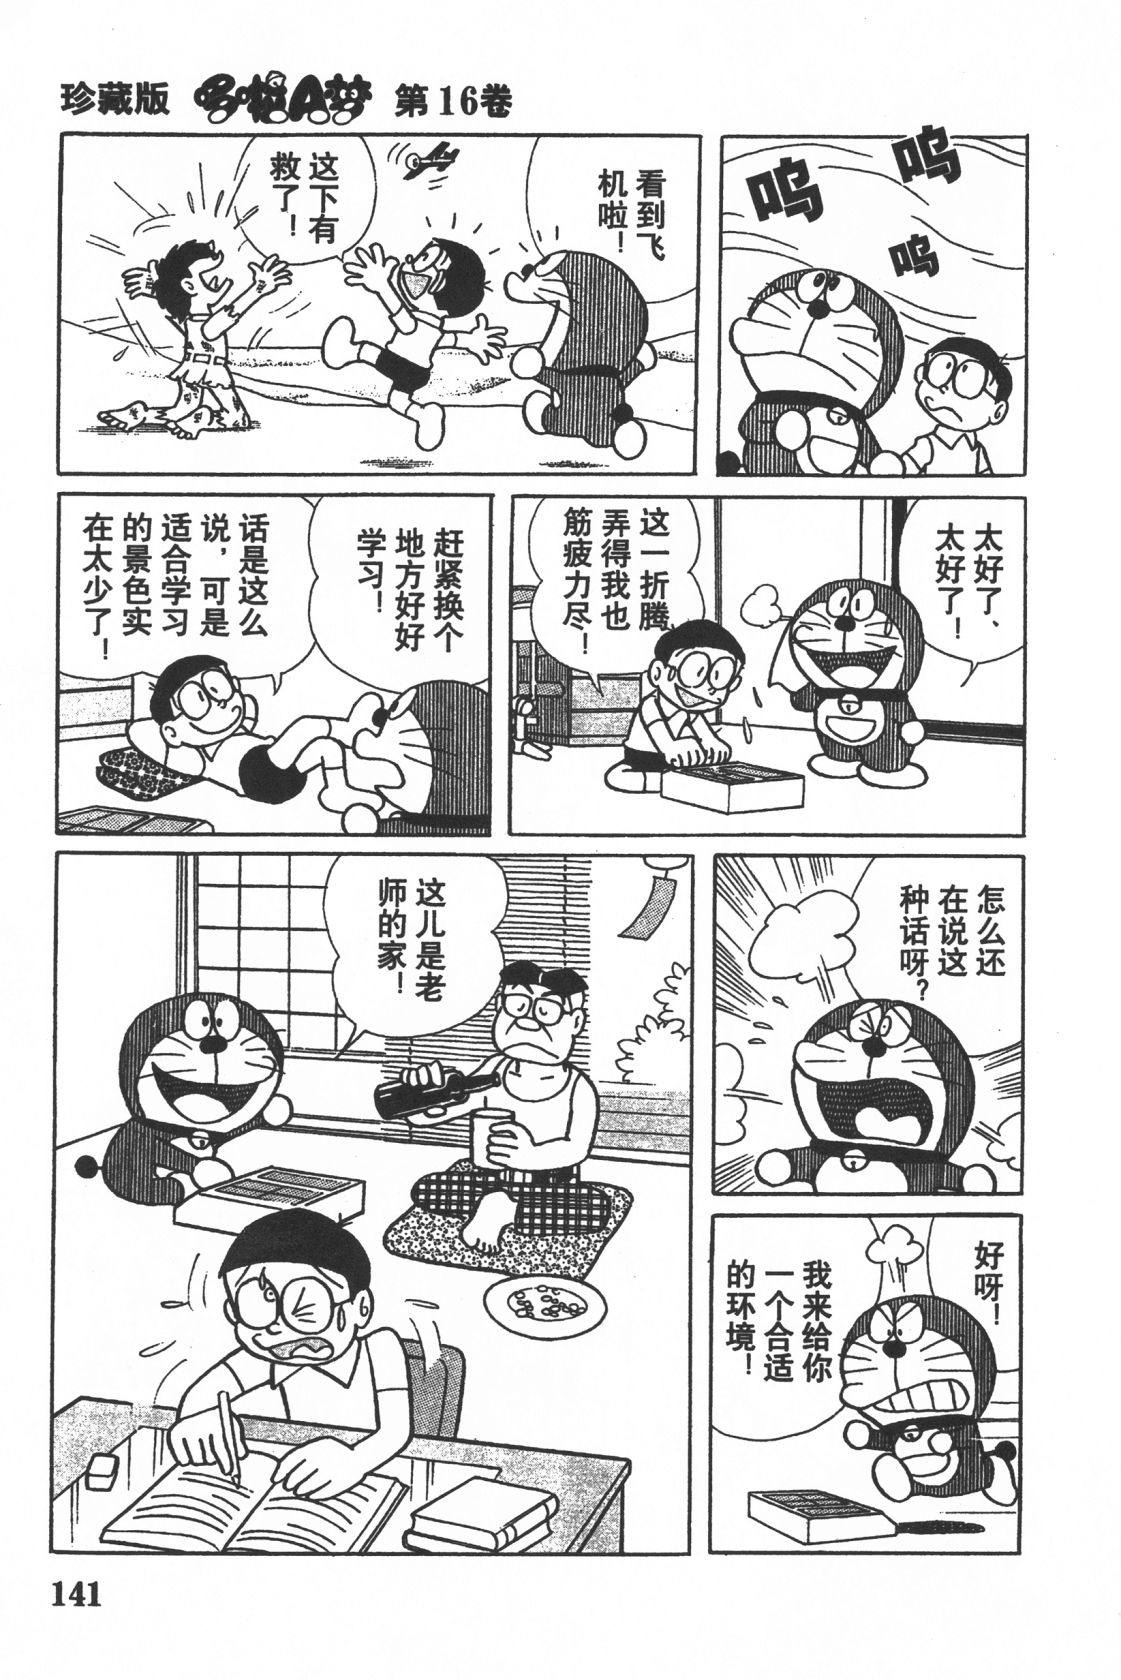 珍藏版 哆啦A梦 第16卷
呜
呜
呜
看到飞
机啦！
这下有
救了！
太好了、
太好了！
这一折腾
弄得我也
筋疲力尽！
赶紧换个
地方好好
学习！
话是这么
说，可是
适合学习
的景色实
在太少了！
怎么还
在说这
种话呀？
好呀！
我来给你
一个合适
的环境！
这儿是老
师的家！
141